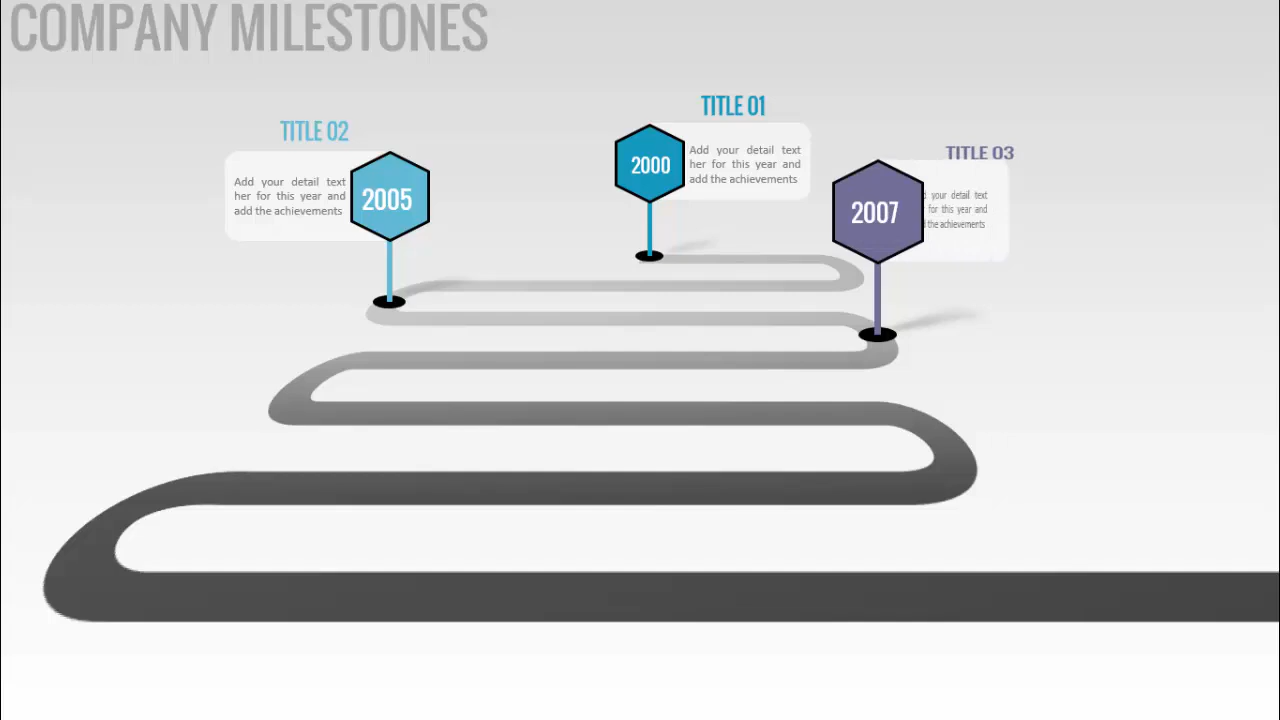 COMPANY MILESTONES
TITLE 01
2000
Add your detail text
her for this year and
add the achievements
TITLE 02
Add your detail text
her for this year and
add the achievements
2005
TITLE 03
2007
your detail text
for this year and
the achievements